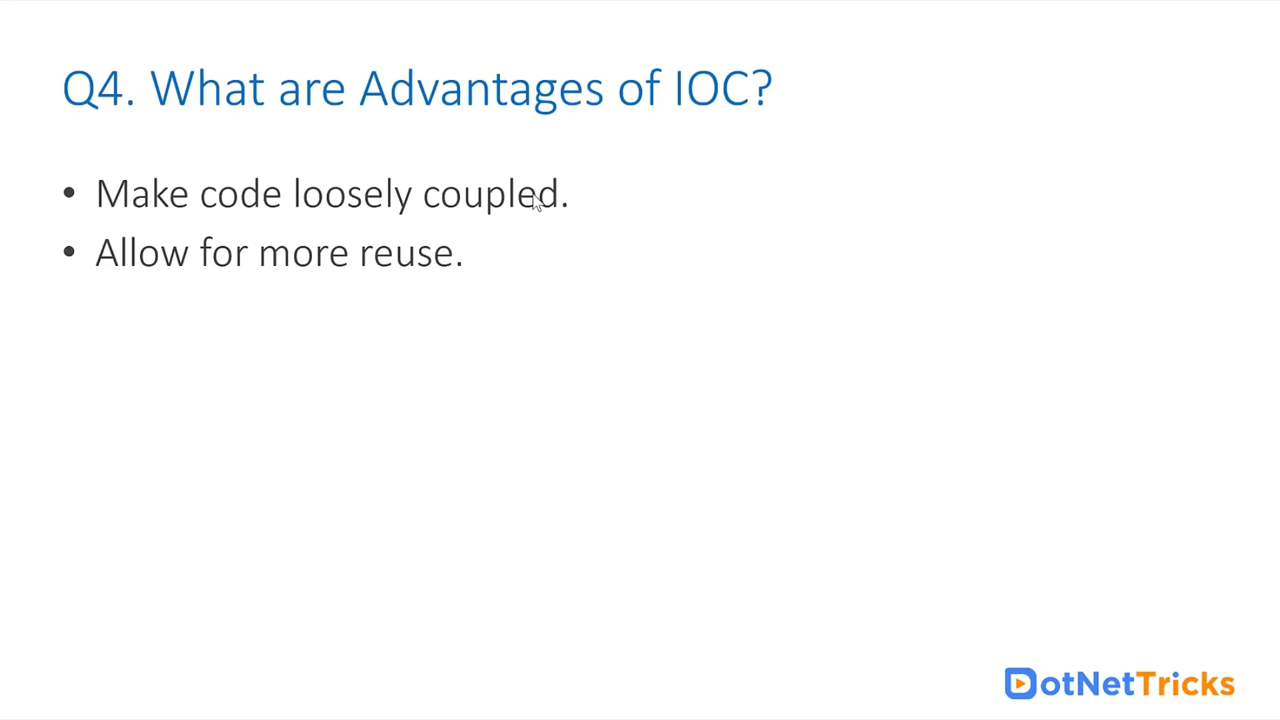 Q4. What are Advantages of IOC?
• Make code loosely coupled.
• Allow for more reuse.
DotNetTricks